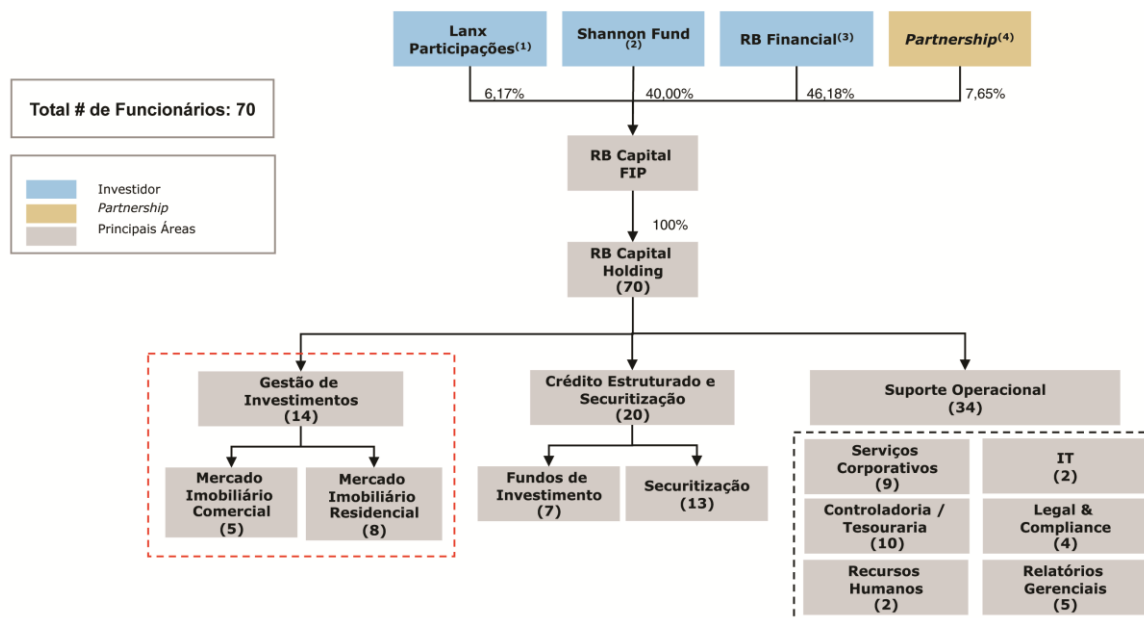 Lanx
Participações(1)
Shannon Fund
(2)
RB Financial(3)
Partnership(4)
6,17%
40,00%
46,18%
7,65%
Total # de Funcionários: 70
Investidor
Partnership
Principais Áreas
RB Capital
FIP
100%
RB Capital
Holding
(70)
Gestão de
Investimentos
(14)
Crédito Estruturado e
Securitização
(20)
Suporte Operacional
(34)
Mercado
Imobiliário
Comercial
(5)
Mercado
Imobiliário
Residencial
(8)
Fundos de
Investimento
(7)
Securitização
(13)
Serviços
Corporativos
(9)
IT
(2)
Controladoria /
Tesouraria
(10)
Legal &
Compliance
(4)
Recursos
Humanos
(2)
Relatórios
Gerenciais
(5)